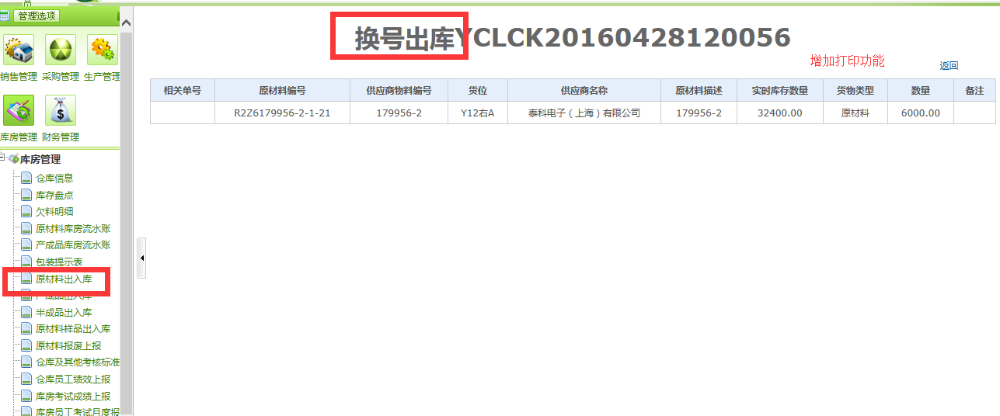 管理选项
销售管理 采购管理 生产管理
库房管理 财务管理
库房管理
仓库信息
库存盘点
欠料明细
原材料库房流水账
产成品库房流水账
包装提示表
原材料出入库
产成品出入库
半成品出入库
原材料样品出入库
原材料报废上报
仓库及其他考核标准
仓库员工绩效上报
库房考试成绩上报
库房员工考试月度报
换号出库YCLCK20160428120056
增加打印功能
返回
相关单号 原材料编号 供应商物料编号 货位 供应商名称 原材料描述 实时库存数量 货物类型 数量 备注
R2Z6179956-2-1-21 179956-2 Y12右A 泰科电子（上海）有限公司 179956-2 32400.00 原材料 6000.00